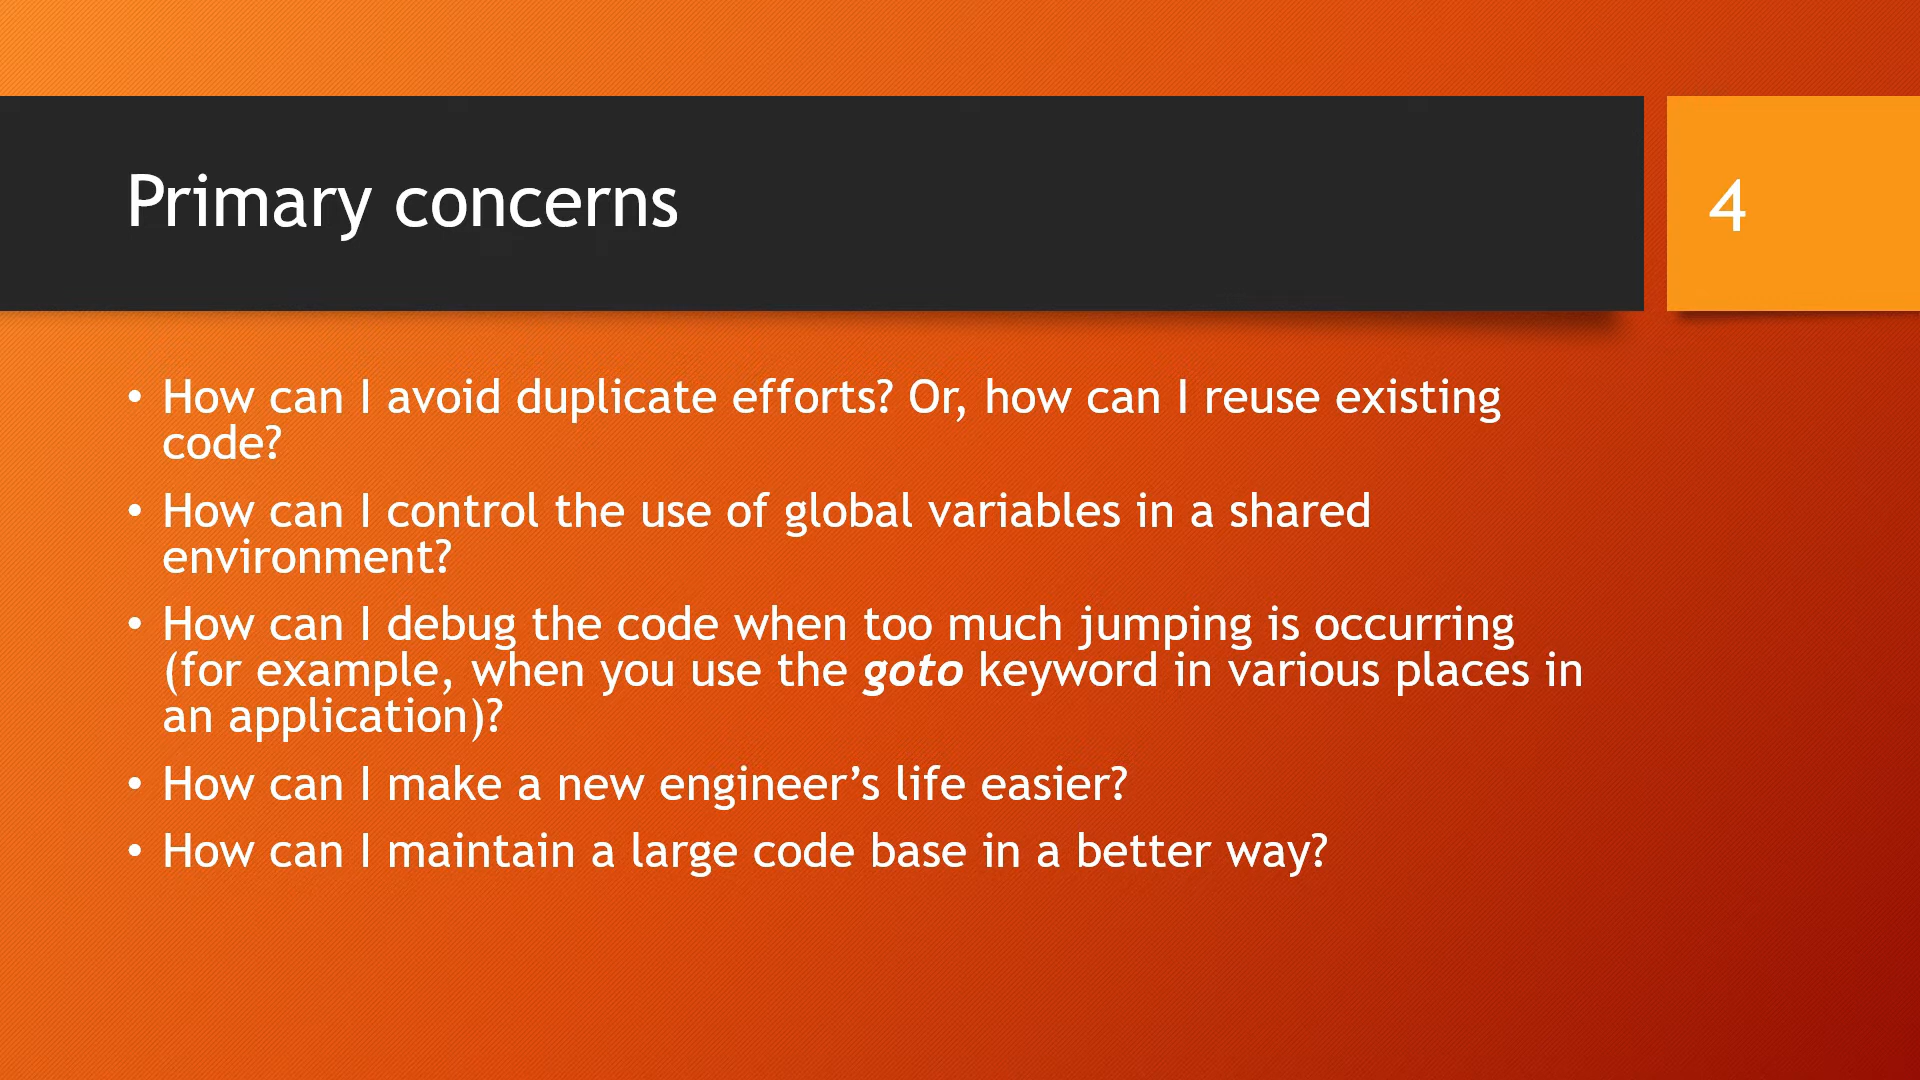 Primary concerns
4
• How can I avoid duplicate efforts? Or, how can I reuse existing
code?
• How can I control the use of global variables in a shared
environment?
• How can I debug the code when too much jumping is occurring
(for example, when you use the goto keyword in various places in
an application)?
• How can I make a new engineer’s life easier?
• How can I maintain a large code base in a better way?